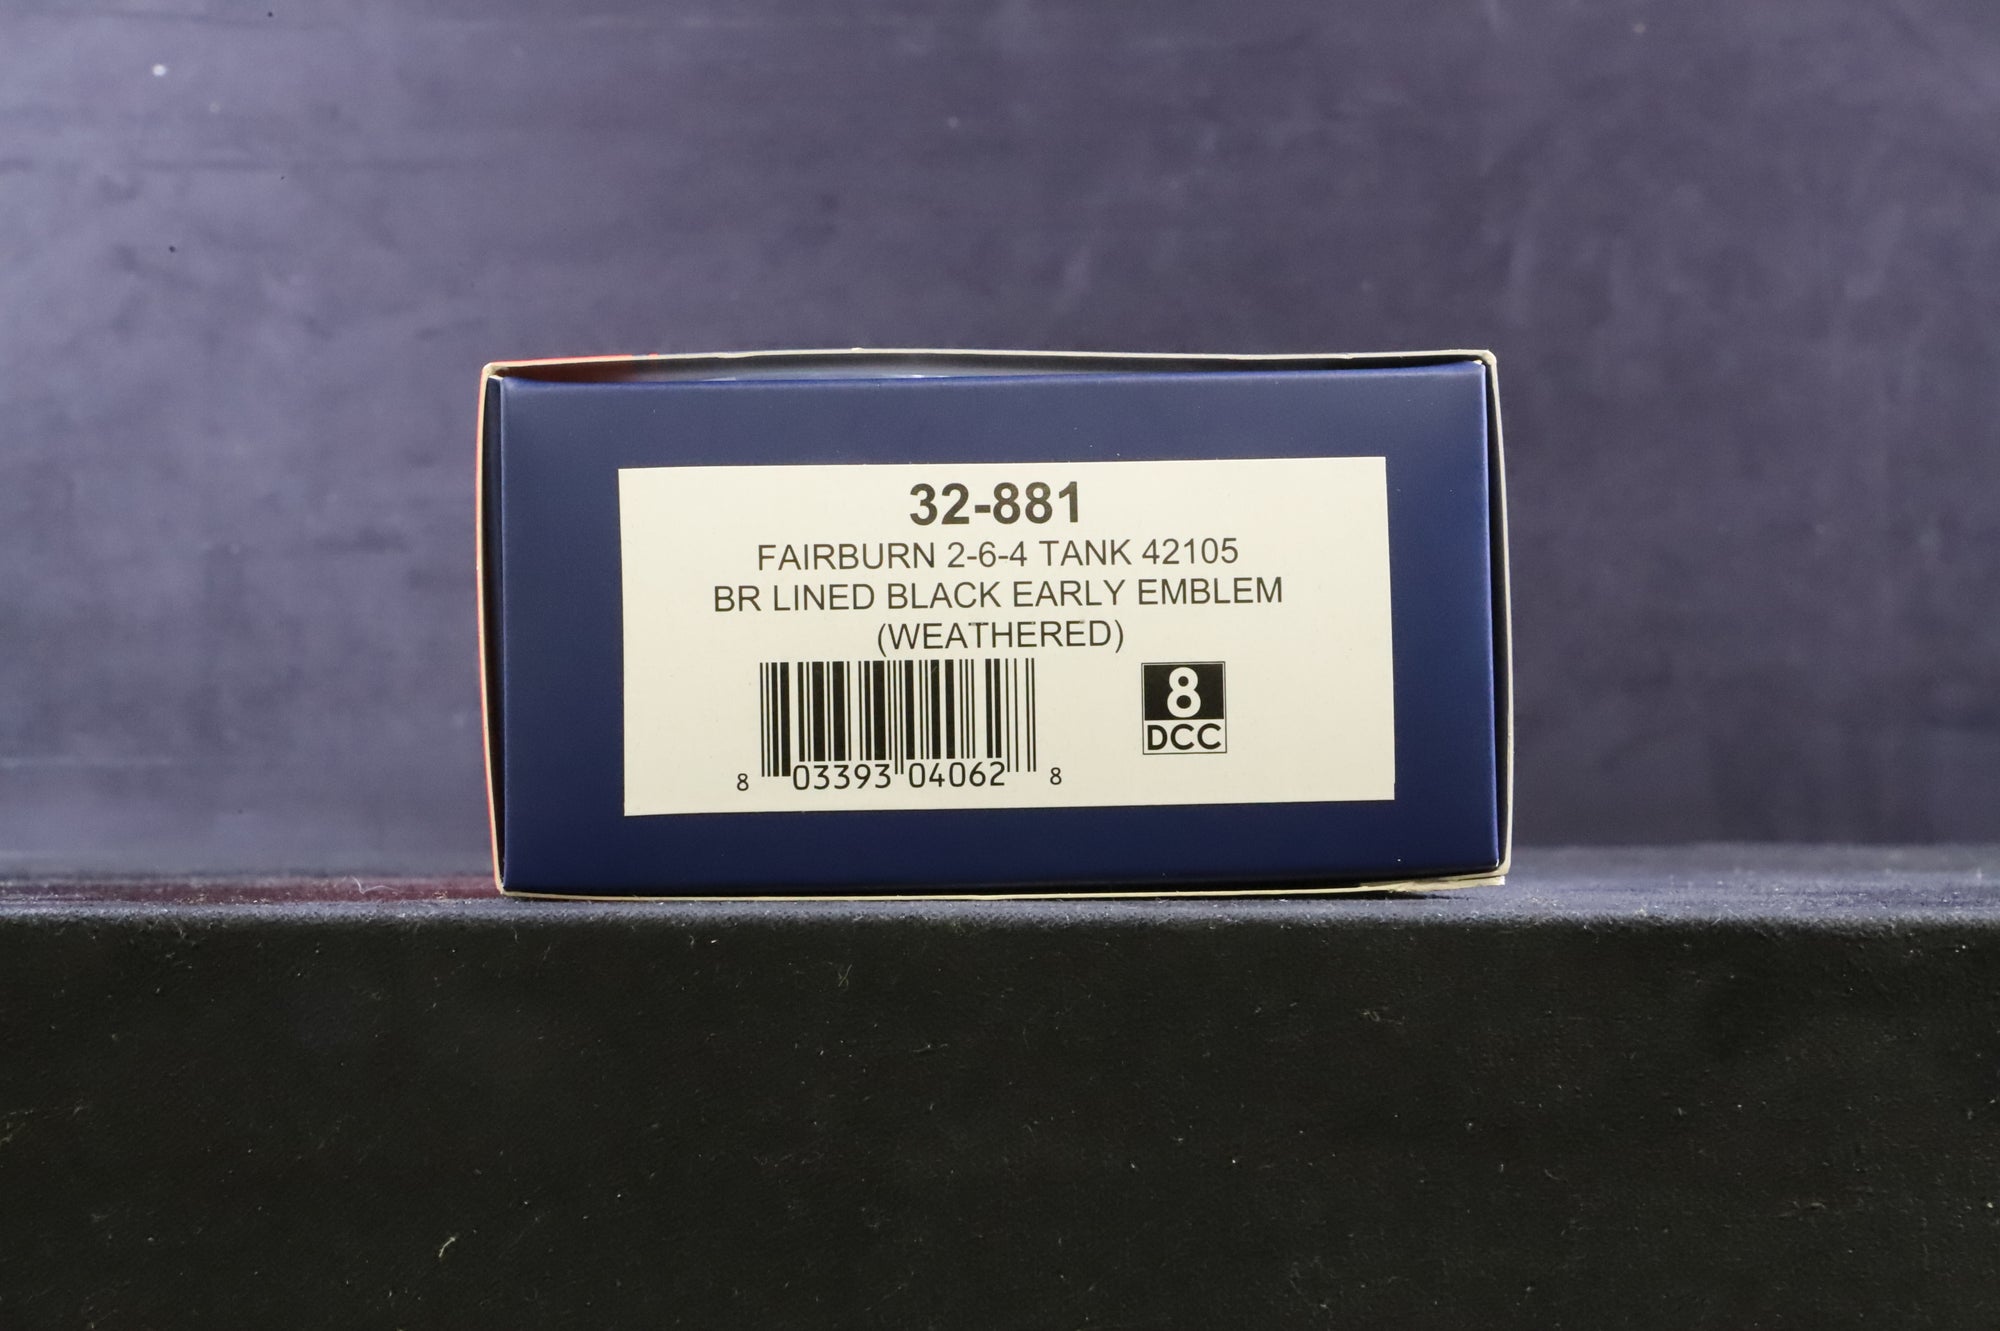 32-881
FAIRBURN 2-6-4 TANK 42105
BR LINED BLACK EARLY EMBLEM
(WEATHERED)
8 03393 04062 8
8
DCC